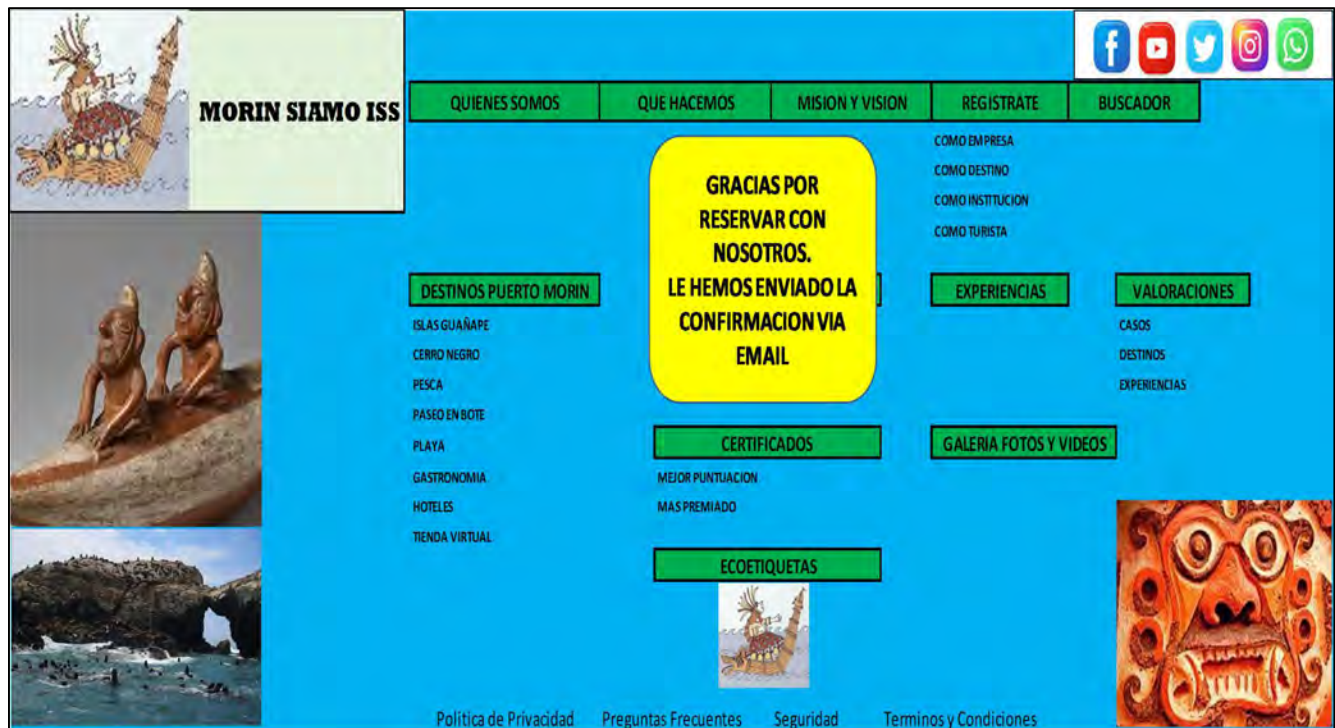 MORIN SIAMO ISS
QUIENES SOMOS
QUE HACEMOS
MISION Y VISION
REGISTRATE
BUSCADOR
COMO EMPRESA
COMO DESTINO
COMO INSTITUCION
COMO TURISTA
GRACIAS POR
RESERVAR CON
NOSOTROS.
LE HEMOS ENVIADO LA
CONFIRMACION VIA
EMAIL
DESTINOS PUERTO MORIN
ISLAS GUAÑAPE
CERRO NEGRO
PESCA
PASEO EN BOTE
PLAYA
GASTRONOMIA
HOTELES
TIENDA VIRTUAL
EXPERIENCIAS
VALORACIONES
CASOS
DESTINOS
EXPERIENCIAS
CERTIFICADOS
MEJOR PUNTUACION
MAS PREMIADO
GALERIA FOTOS Y VIDEOS
ECOETIQUETAS
Politica de Privacidad
Preguntas Frecuentes
Seguridad
Terminos y Condiciones